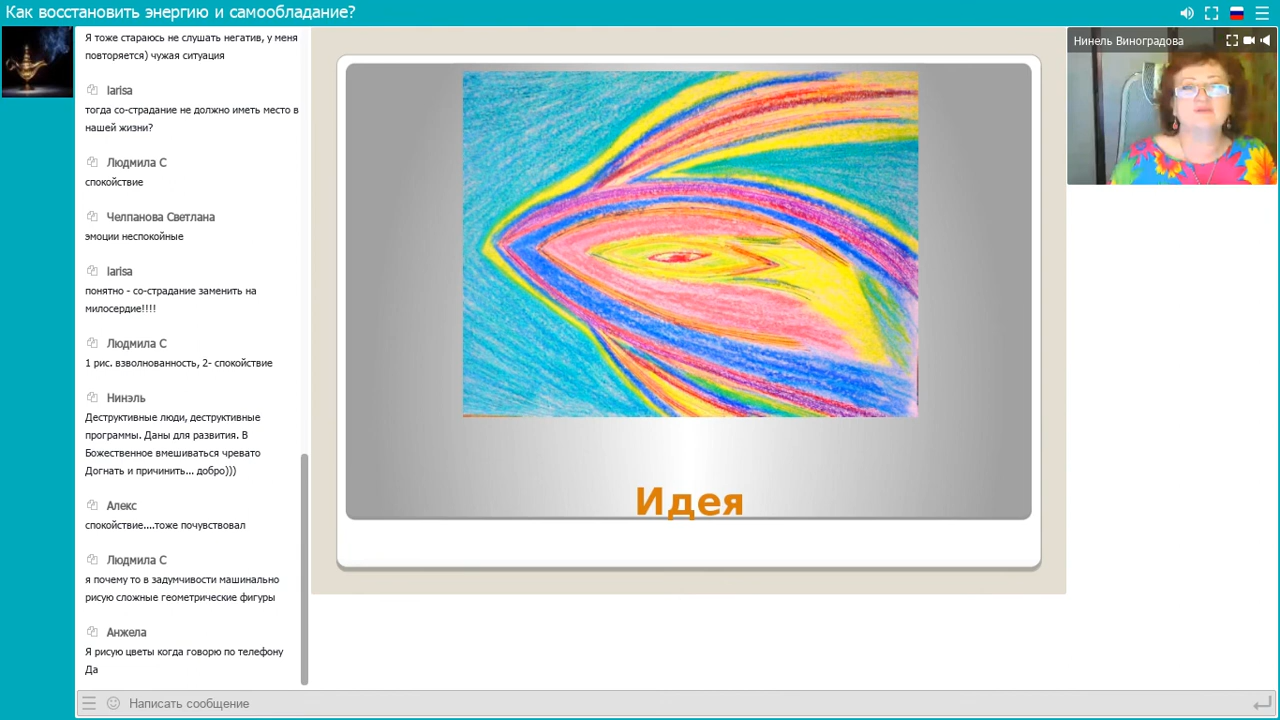 Как восстановить энергию и самообладание?
Я тоже стараюсь не слушать негатив, у меня
повторяется) чужая ситуация
larisa
тогда со-страдание не должно иметь место в
нашей жизни?
Людмила С
спокойствие
Челпанова Светлана
эмоции неспокойные
larisa
понятно - со-страдание заменить на
милосердие!!!!
Людмила С
1 рис. взволнованность, 2- спокойствие
Нинэль
Деструктивные люди, деструктивные
программы. Даны для развития. В
Божественное вмешиваться чревато
Догнать и причинить... добро)))
Алекс
спокойствие....тоже почувствовал
Людмила С
я почему то в задумчивости машинально
рисую сложные геометрические фигуры
Анжела
Я рисую цветы когда говорю по телефону
Да
Написать сообщение
Идея
Нинель Виноградова